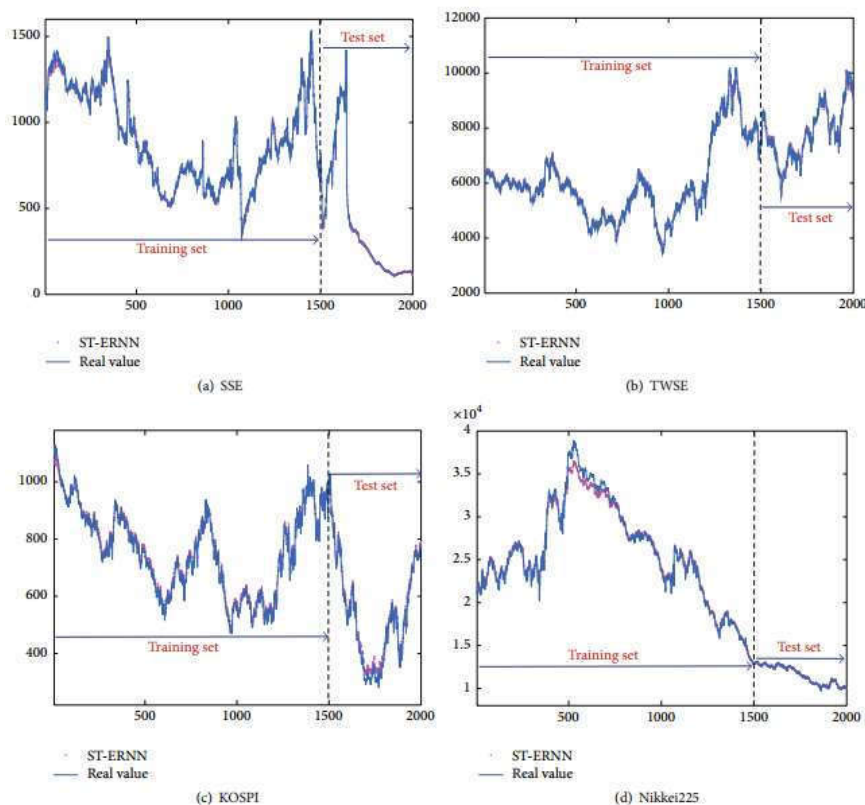 1500
1000
500
0
500
1000
1500
2000
Test set
Training set
ST-ERNN
Real value
(a) SSE
12000
10000
8000
6000
4000
2000
500
1000
1500
2000
Training set
Test set
ST-ERNN
Real value
(b) TWSE
1000
800
600
400
500
1000
1500
2000
Test set
Training set
ST-ERNN
Real value
(c) KOSPI
×10⁴
4
3.5
3
2.5
2
1.5
1
500
1000
1500
2000
Training set
Test set
ST-ERNN
Real value
(d) Nikkei225